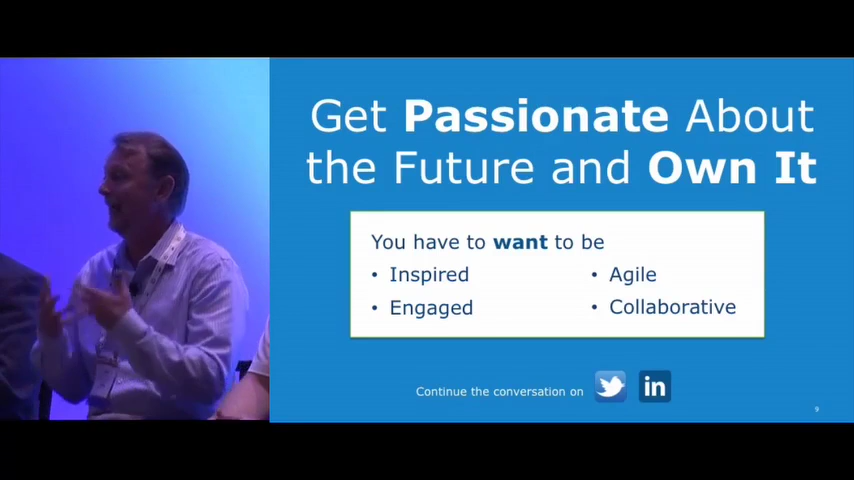 Get Passionate About
the Future and Own It
You have to want to be
• Inspired
• Engaged
• Agile
• Collaborative
Continue the conversation on
in
9